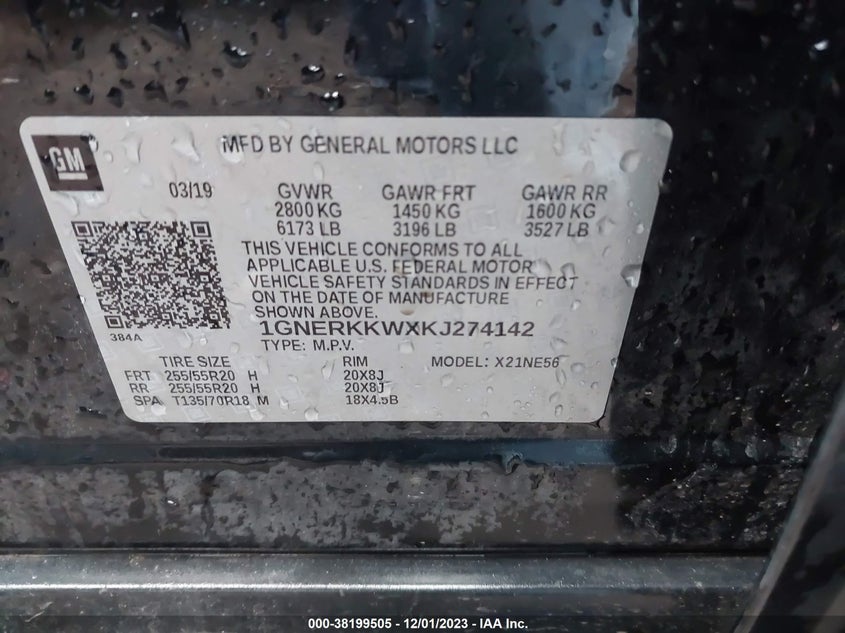 GM
MFD BY GENERAL MOTORS LLC
03/19 GVWR GAWR FRT GAWR RR
2800 KG 1450 KG 1600 KG
6173 LB 3196 LB 3527 LB
THIS VEHICLE CONFORMS TO ALL
APPLICABLE U.S. FEDERAL MOTOR
VEHICLE SAFETY STANDARDS IN EFFECT
ON THE DATE OF MANUFACTURE
SHOWN ABOVE.
384A 1GNERKKWXKJ274142
TYPE: M.P.V. MODEL: X21NE56
TIRE SIZE RIM
FRT 255/55R20 H 20X8J
RR 255/55R20 H 20X8J
SPA T135/70R18 M 18X4.5B
000-38199505 - 12/01/2023 - IAA Inc.